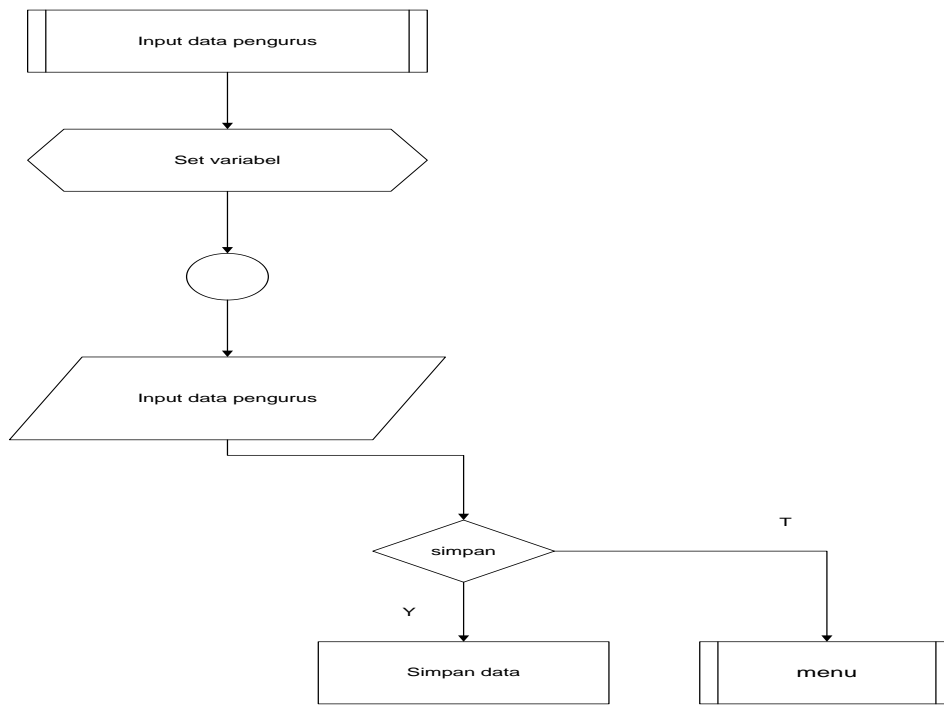 Input data pengurus
Set variabel
Input data pengurus
T
simpan
Y
Simpan data
menu